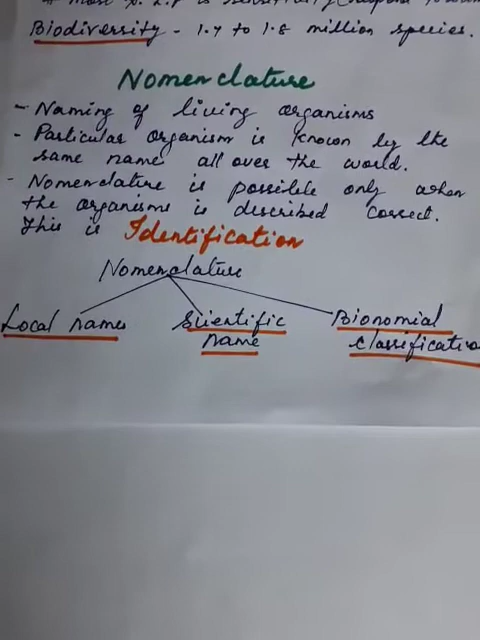 Biodiversity - 1.7 to 1.8 million species.
Nomenclature
- Naming of living organisms
- Particular organism is known by the
same name all over the world.
- Nomenclature is possible only when
the organisms is described correct.
This is Identification
Nomenclature
Local names Scientific Bionomial
name classification